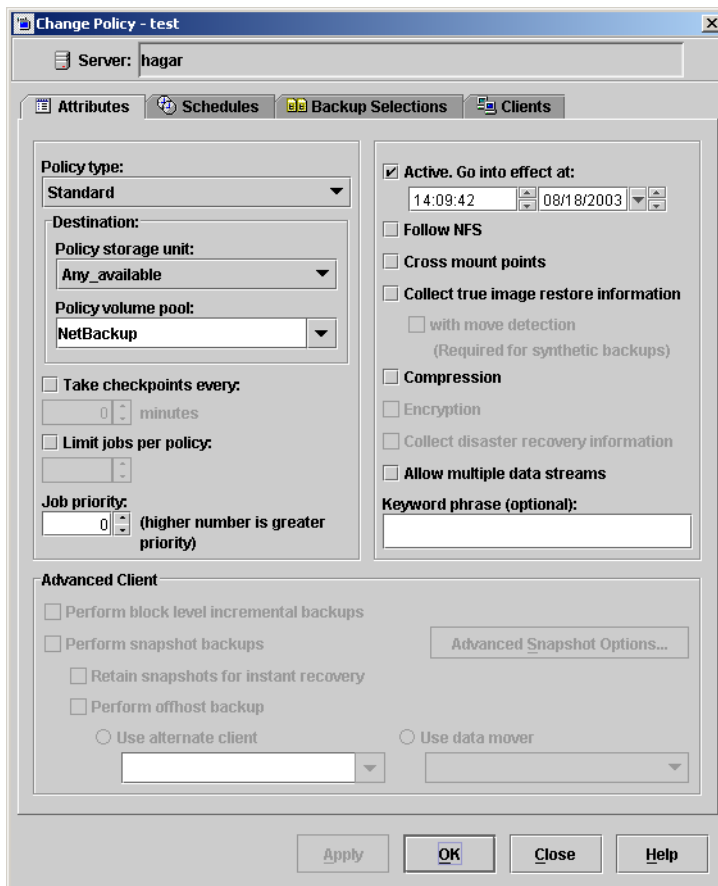 Change Policy - test
Server: hagar
Attributes
Schedules
Backup Selections
Clients
Policy type:
Standard
Destination:
Policy storage unit:
Any_available
Policy volume pool:
NetBackup
Take checkpoints every:
0 minutes
Limit jobs per policy:
Job priority:
0 (higher number is greater
priority)
Active. Go into effect at:
14:09:42 08/18/2003
Follow NFS
Cross mount points
Collect true image restore information
with move detection
(Required for synthetic backups)
Compression
Encryption
Collect disaster recovery information
Allow multiple data streams
Keyword phrase (optional):
Advanced Client
Perform block level incremental backups
Perform snapshot backups
Advanced Snapshot Options...
Retain snapshots for instant recovery
Perform offhost backup
Use alternate client
Use data mover
Apply
OK
Close
Help